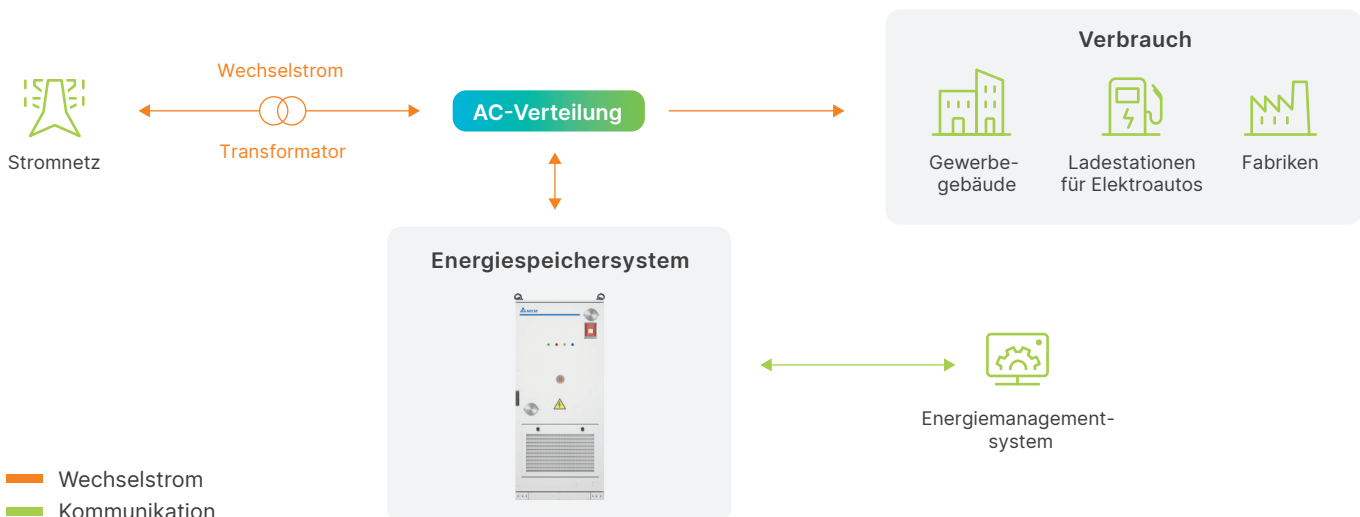 Verbrauch
Wechselstrom
AC-Verteilung
Transformator
Stromnetz
Gewerbe-
gebäude
Ladestationen
für Elektroautos
Fabriken
Energiespeichersystem
Energiemanagement-
system
Wechselstrom
Kommunikation